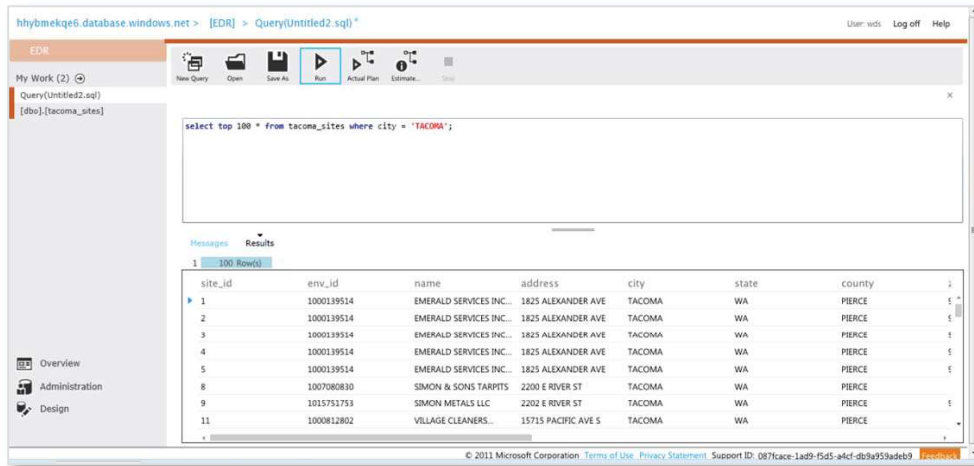 hhybmekqe6.database.windows.net > [EDR] > Query(Untitled2.sql)*
User: wds Log off Help
EDR
My Work (2)
Query(Untitled2.sql)
[dbo].[tacoma_sites]
New Query Open Save As Run Actual Plan Estimate... Stop
select top 100 * from tacoma_sites where city = 'TACOMA';
Messages Results
1 100 Row(s)
site_id env_id name address city state county
1 1000139514 EMERALD SERVICES INC... 1825 ALEXANDER AVE TACOMA WA PIERCE
2 1000139514 EMERALD SERVICES INC... 1825 ALEXANDER AVE TACOMA WA PIERCE
3 1000139514 EMERALD SERVICES INC... 1825 ALEXANDER AVE TACOMA WA PIERCE
4 1000139514 EMERALD SERVICES INC... 1825 ALEXANDER AVE TACOMA WA PIERCE
5 1000139514 EMERALD SERVICES INC... 1825 ALEXANDER AVE TACOMA WA PIERCE
8 1007080830 SIMON & SONS TARPITS 2200 E RIVER ST TACOMA WA PIERCE
9 1015751753 SIMON METALS LLC 2202 E RIVER ST TACOMA WA PIERCE
11 1000812802 VILLAGE CLEANERS... 15715 PACIFIC AVE S TACOMA WA PIERCE
Overview
Administration
Design
© 2011 Microsoft Corporation Terms of Use Privacy Statement Support ID: 087fcace-1ad9-f5d5-a4cf-db9a959adeb9 Feedback